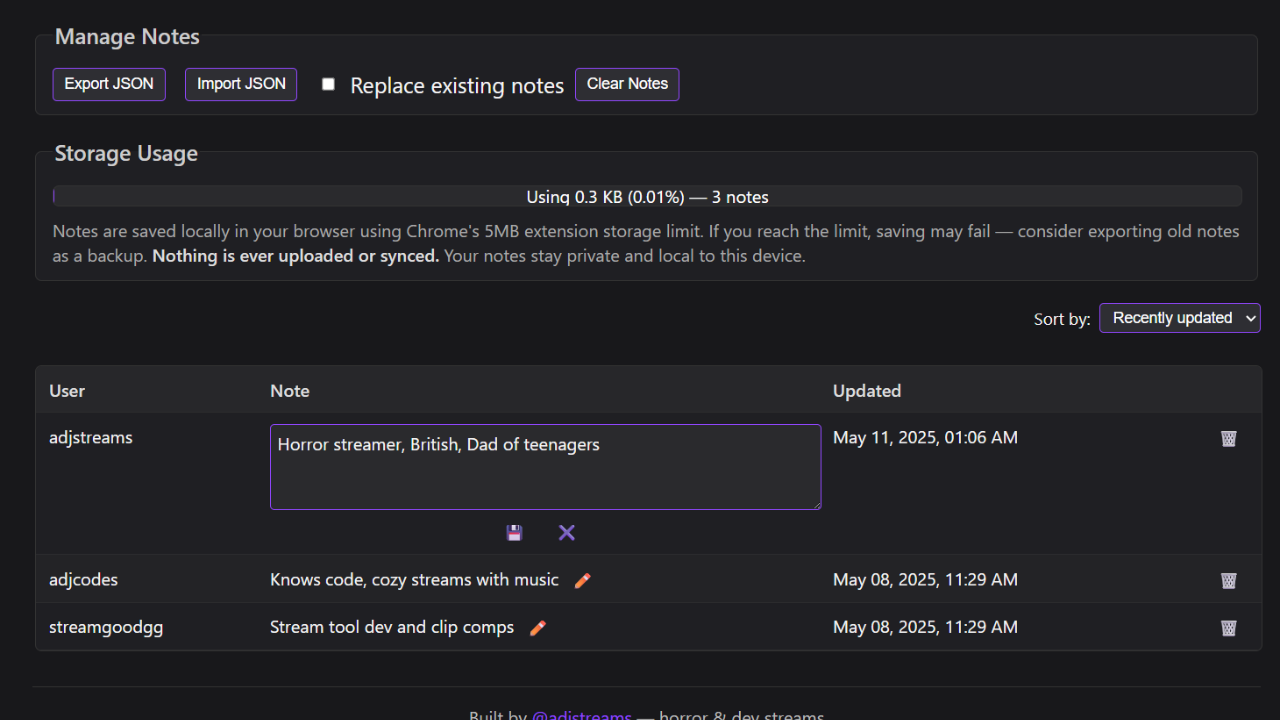 Manage Notes
Export JSON Import JSON Replace existing notes Clear Notes
Storage Usage
Using 0.3 KB (0.01%) — 3 notes
Notes are saved locally in your browser using Chrome's 5MB extension storage limit. If you reach the limit, saving may fail — consider exporting old notes
as a backup. Nothing is ever uploaded or synced. Your notes stay private and local to this device.
Sort by: Recently updated
User Note Updated
adjstreams Horror streamer, British, Dad of teenagers May 11, 2025, 01:06 AM
adjcodes Knows code, cozy streams with music May 08, 2025, 11:29 AM
streamgoodgg Stream tool dev and clip comps May 08, 2025, 11:29 AM
Built by @adjstreams — horror & dev streams